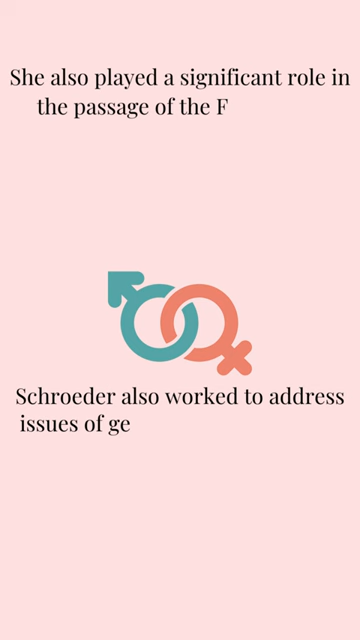 She also played a significant role in
the passage of the F
Schroeder also worked to address
issues of ge